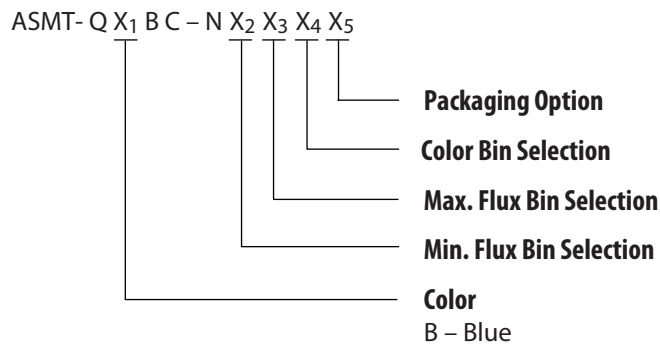 ASMT- Q X1 B C – N X2 X3 X4 X5
Packaging Option
Color Bin Selection
Max. Flux Bin Selection
Min. Flux Bin Selection
Color
B – Blue